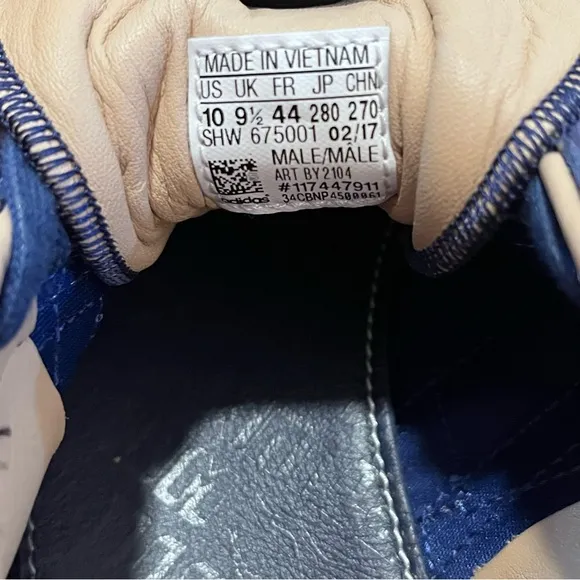 MADE IN VIETNAM
US UK FR JP CHN
10 9½ 44 280 270
SHW 675001 02/17
MALE/MÂLE
ART BY2104
#117447911
adidas 34CBNP4500061